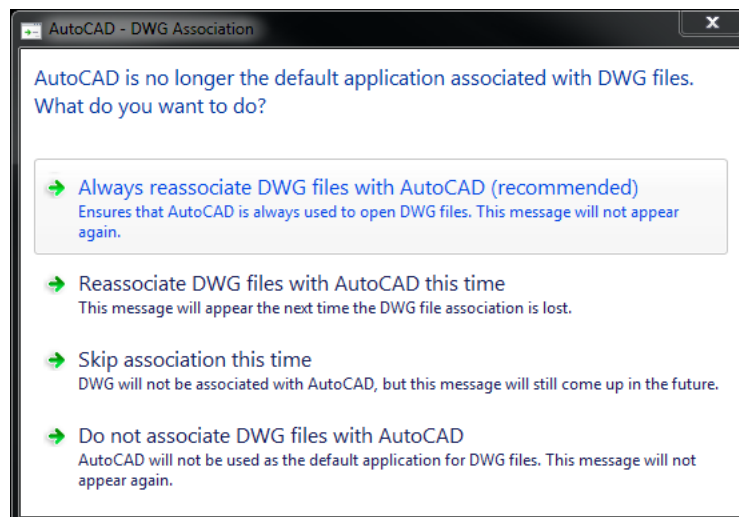 AutoCAD - DWG Association
AutoCAD is no longer the default application associated with DWG files.
What do you want to do?
Always reassociate DWG files with AutoCAD (recommended)
Ensures that AutoCAD is always used to open DWG files. This message will not appear
again.
Reassociate DWG files with AutoCAD this time
This message will appear the next time the DWG file association is lost.
Skip association this time
DWG will not be associated with AutoCAD, but this message will still come up in the future.
Do not associate DWG files with AutoCAD
AutoCAD will not be used as the default application for DWG files. This message will not
appear again.